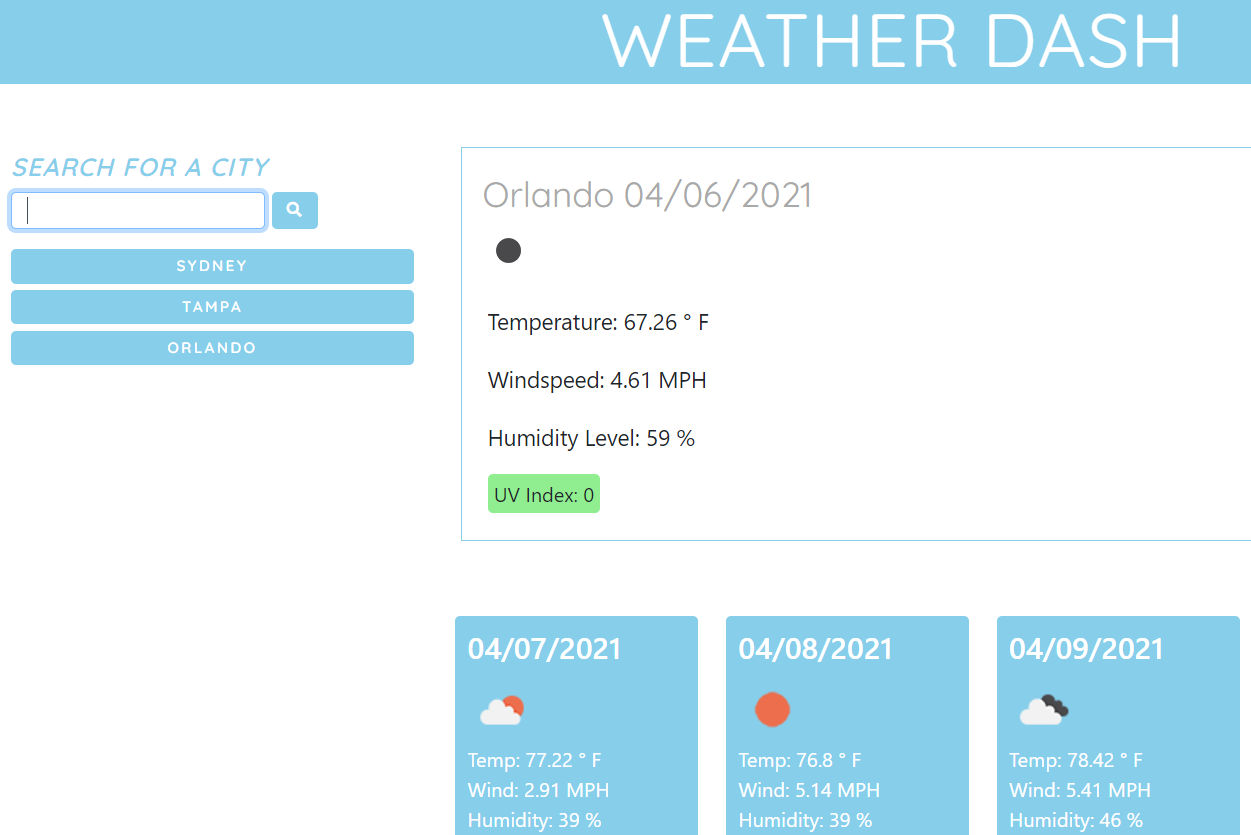 WEATHER DASH
SEARCH FOR A CITY
SYDNEY
TAMPA
ORLANDO
Orlando 04/06/2021
Temperature: 67.26 ° F
Windspeed: 4.61 MPH
Humidity Level: 59 %
UV Index: 0
04/07/2021
Temp: 77.22 ° F
Wind: 2.91 MPH
Humidity: 39 %
04/08/2021
Temp: 76.8 ° F
Wind: 5.14 MPH
Humidity: 39 %
04/09/2021
Temp: 78.42 ° F
Wind: 5.41 MPH
Humidity: 46 %